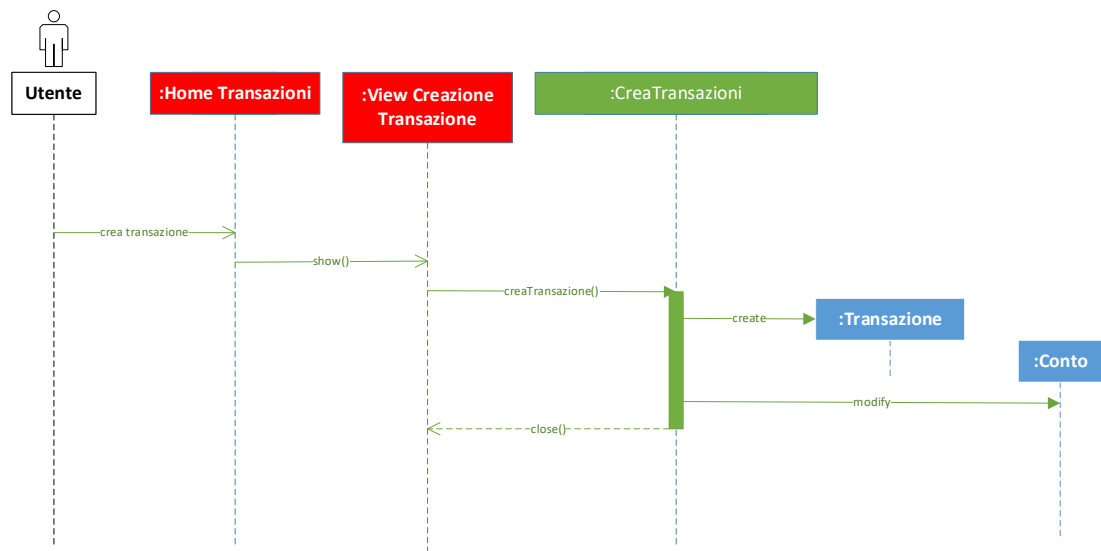 Utente
:Home Transazioni
:View Creazione
Transazione
:CreaTransazioni
crea transazione
show()
creaTransazione()
create
:Transazione
:Conto
modify
close()